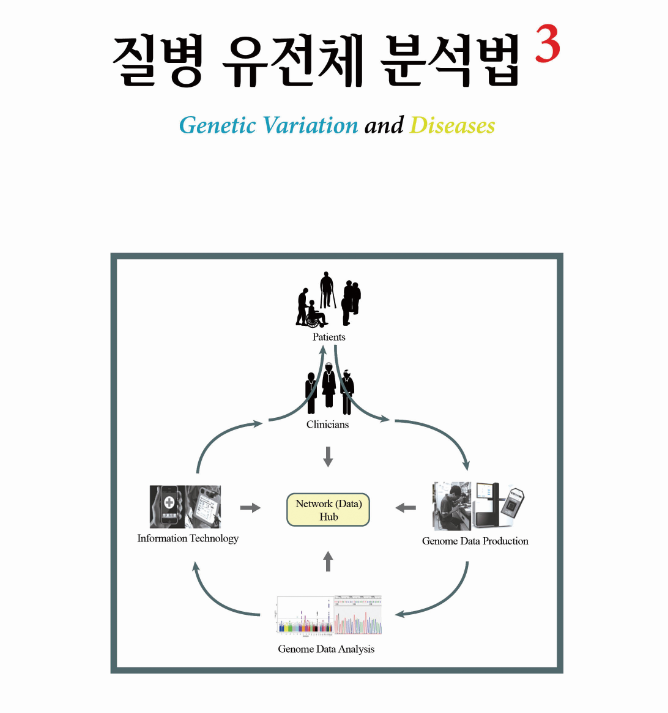 질병 유전체 분석법 3
Genetic Variation and Diseases
Patients
Clinicians
Network (Data)
Hub
Information Technology
Genome Data Production
Genome Data Analysis